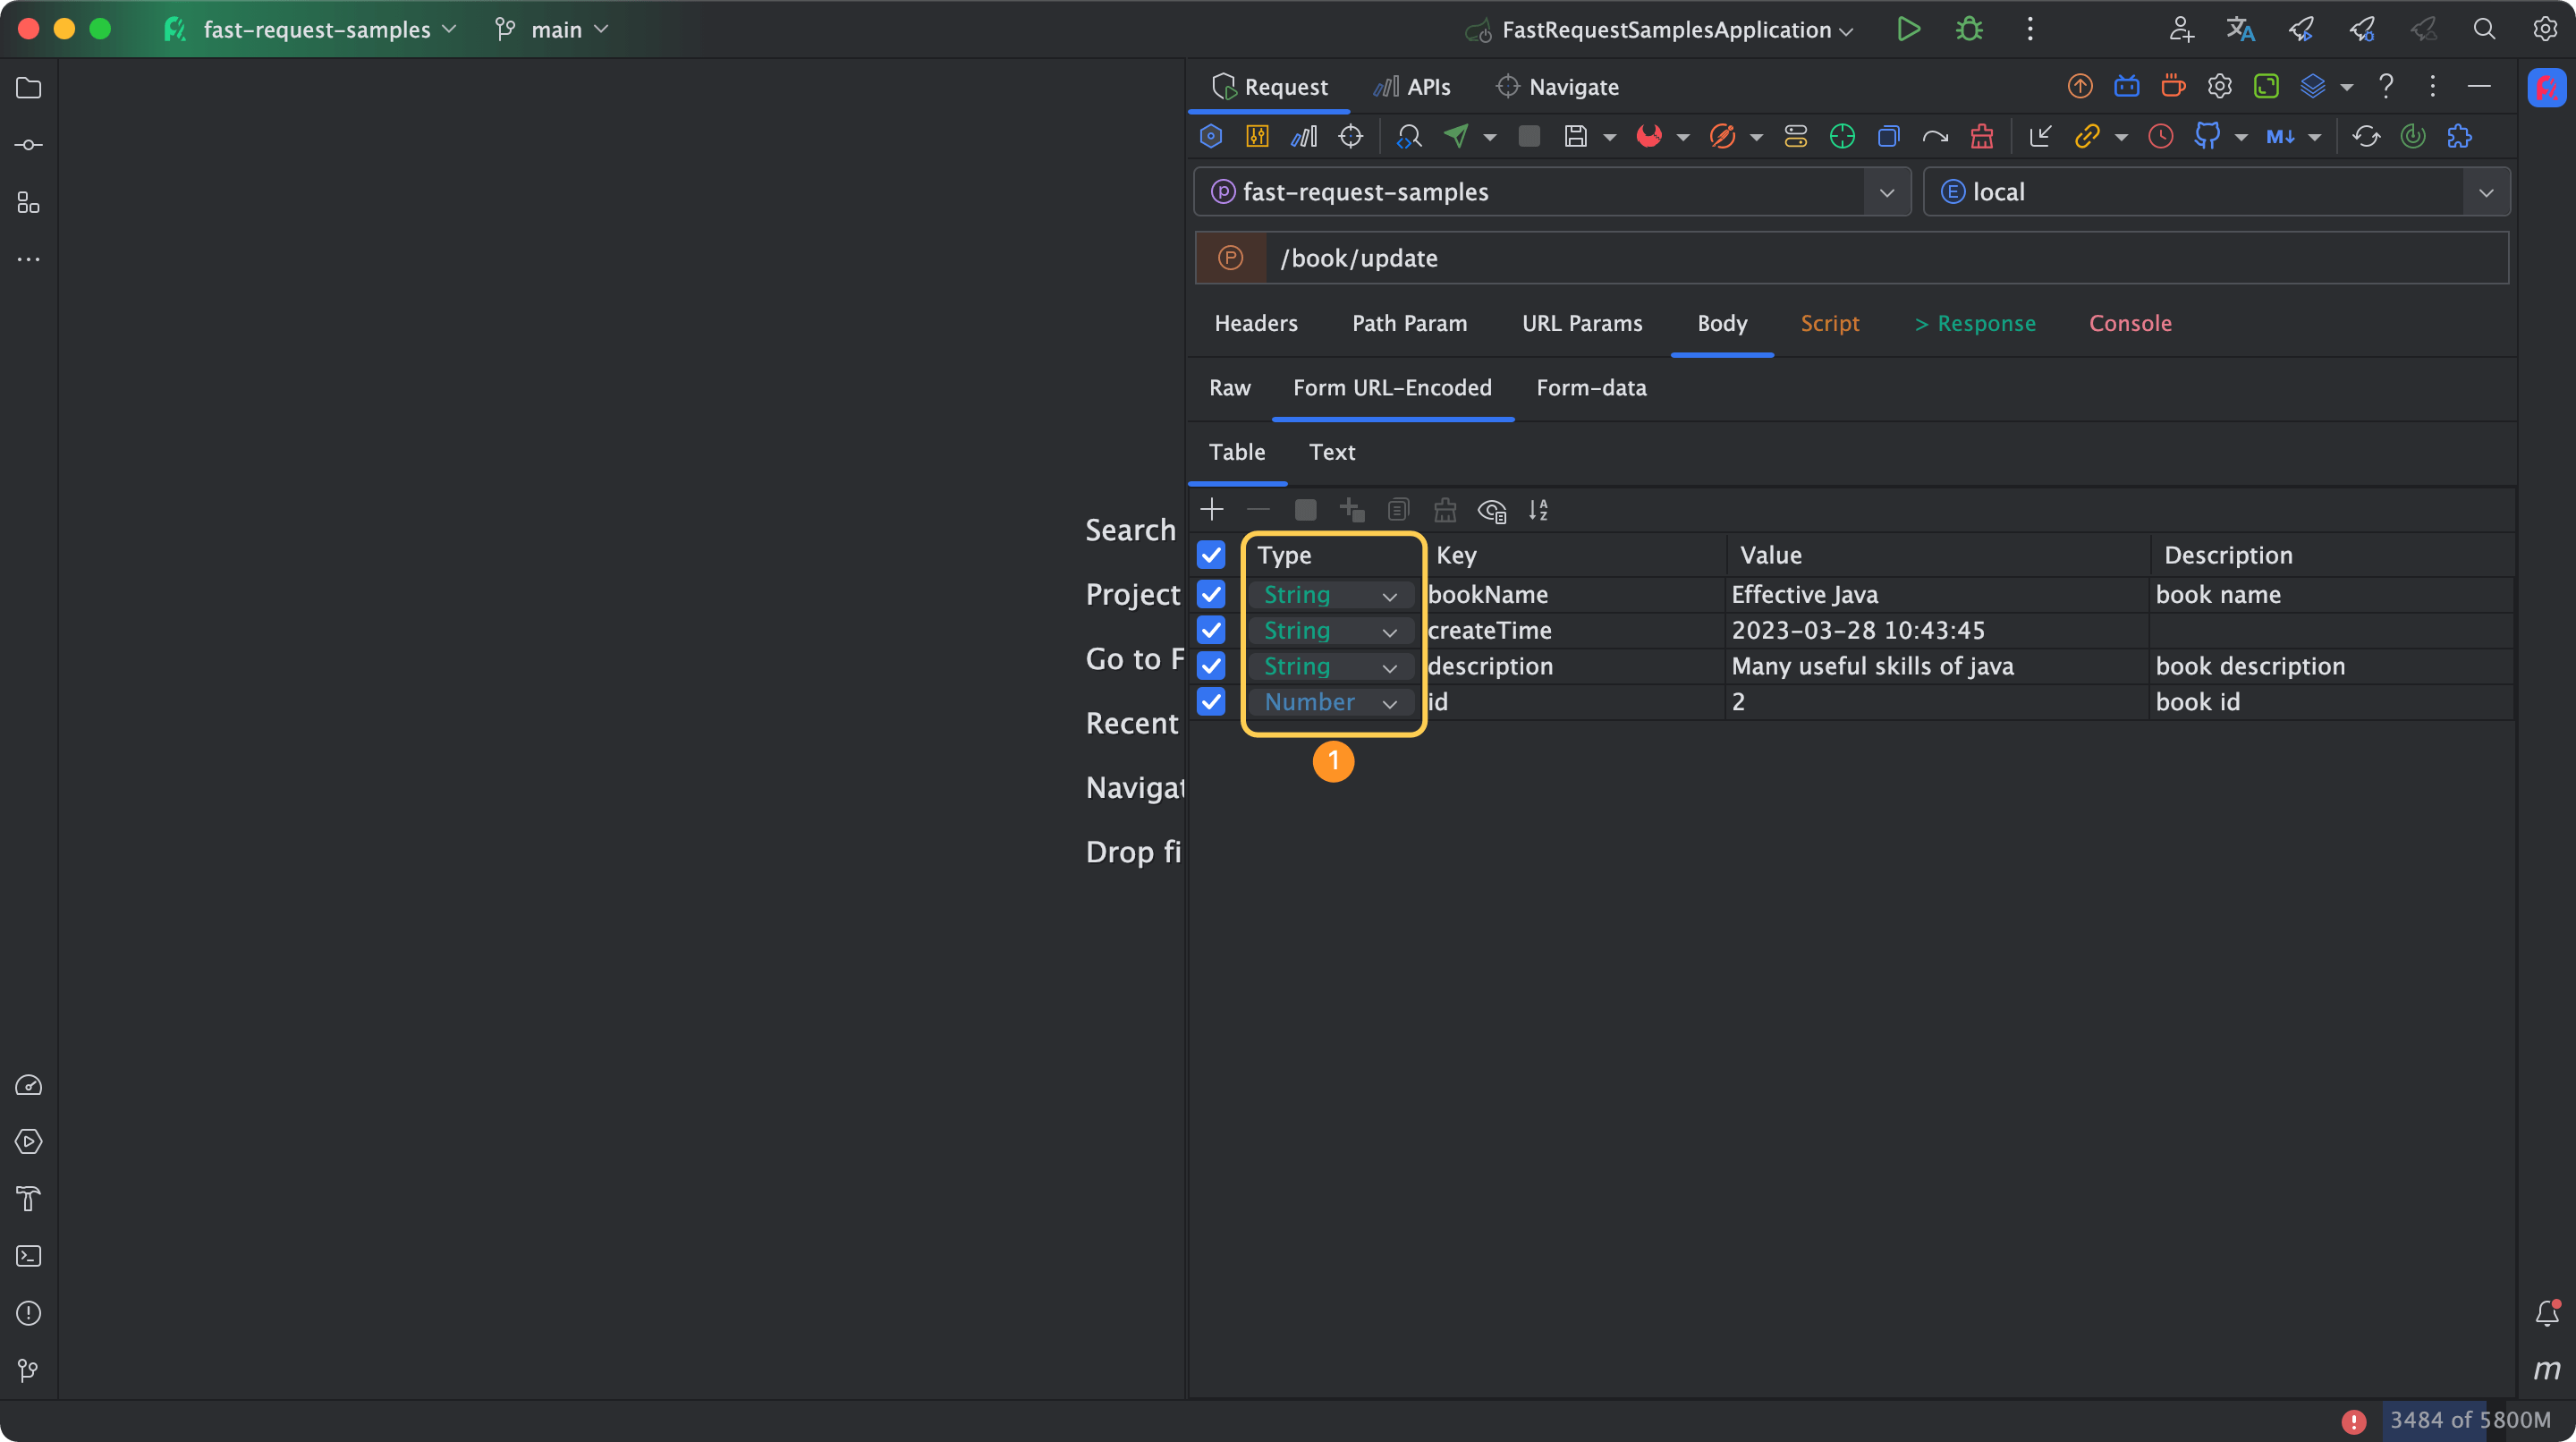 fast-request-samples
main
FastRequestSamplesApplication
Request APIs Navigate
M↓
P fast-request-samples
E local
P /book/update
Headers Path Param URL Params Body Script > Response Console
Raw Form URL-Encoded Form-data
Table Text
Type Key Value Description
String bookName Effective Java book name
String createTime 2023-03-28 10:43:45
String description Many useful skills of java book description
Number id 2 book id
1
Search
Project
Go to F
Recent
Navigat
Drop fi
m
3484 of 5800M